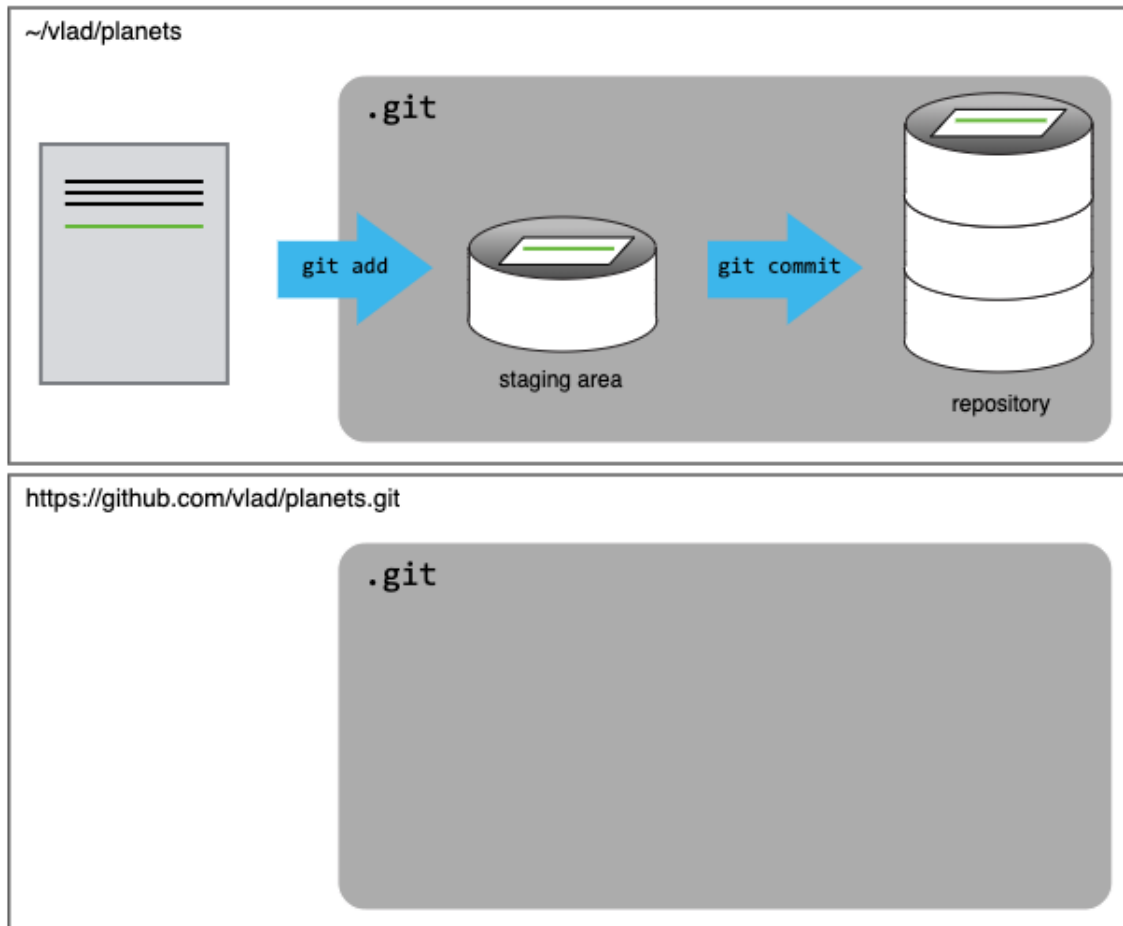 ~/vlad/planets
.git
git add
git commit
staging area
repository
https://github.com/vlad/planets.git
.git